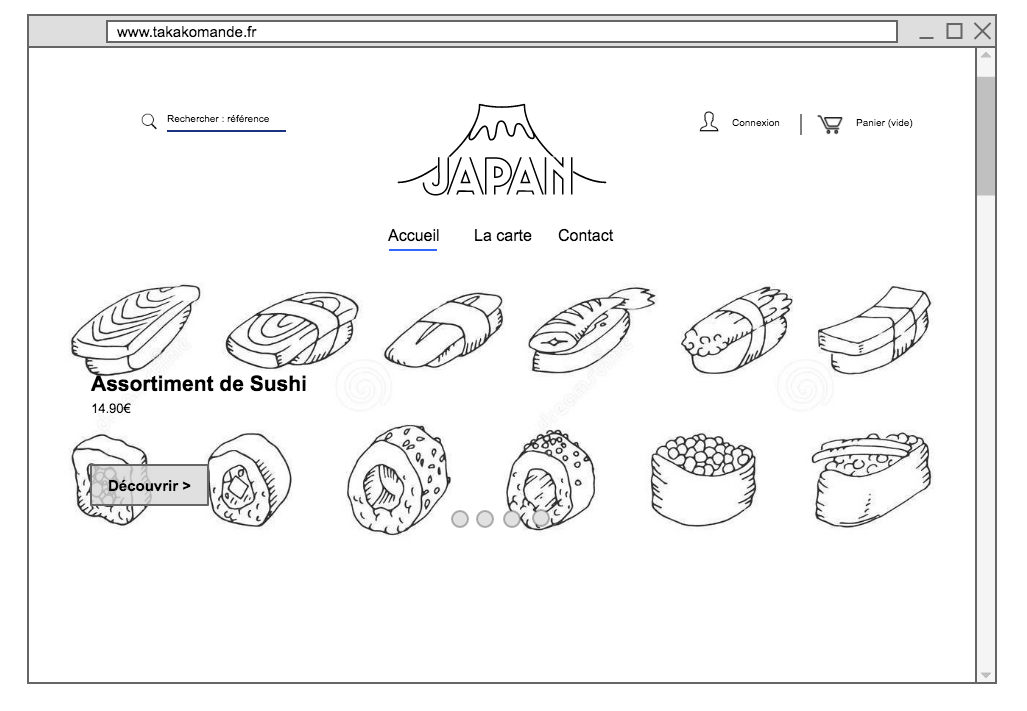 www.takakomande.fr
Rechercher : référence
JAPAN
Connexion
Panier (vide)
Accueil
La carte
Contact
Assortiment de Sushi
14.90€
Découvrir >